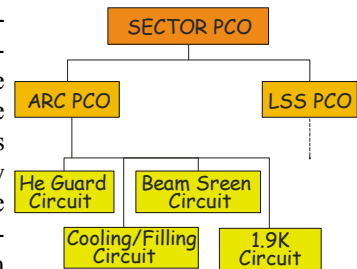 SECTOR PCO
ARC PCO
LSS PCO
He Guard
Circuit
Beam Sreen
Circuit
Cooling/Filling
Circuit
1.9K
Circuit